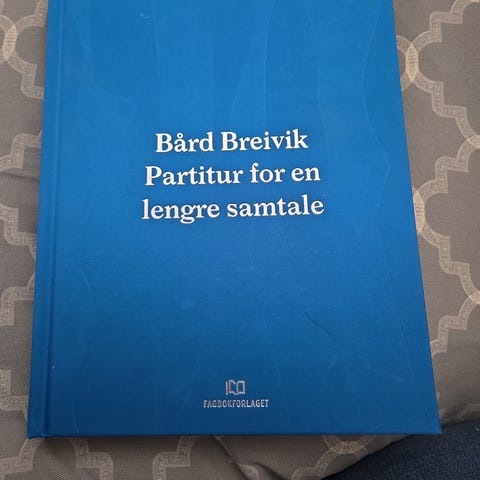 Bård Breivik
Partitur for en
lengre samtale
FAGBOKFORLAGET